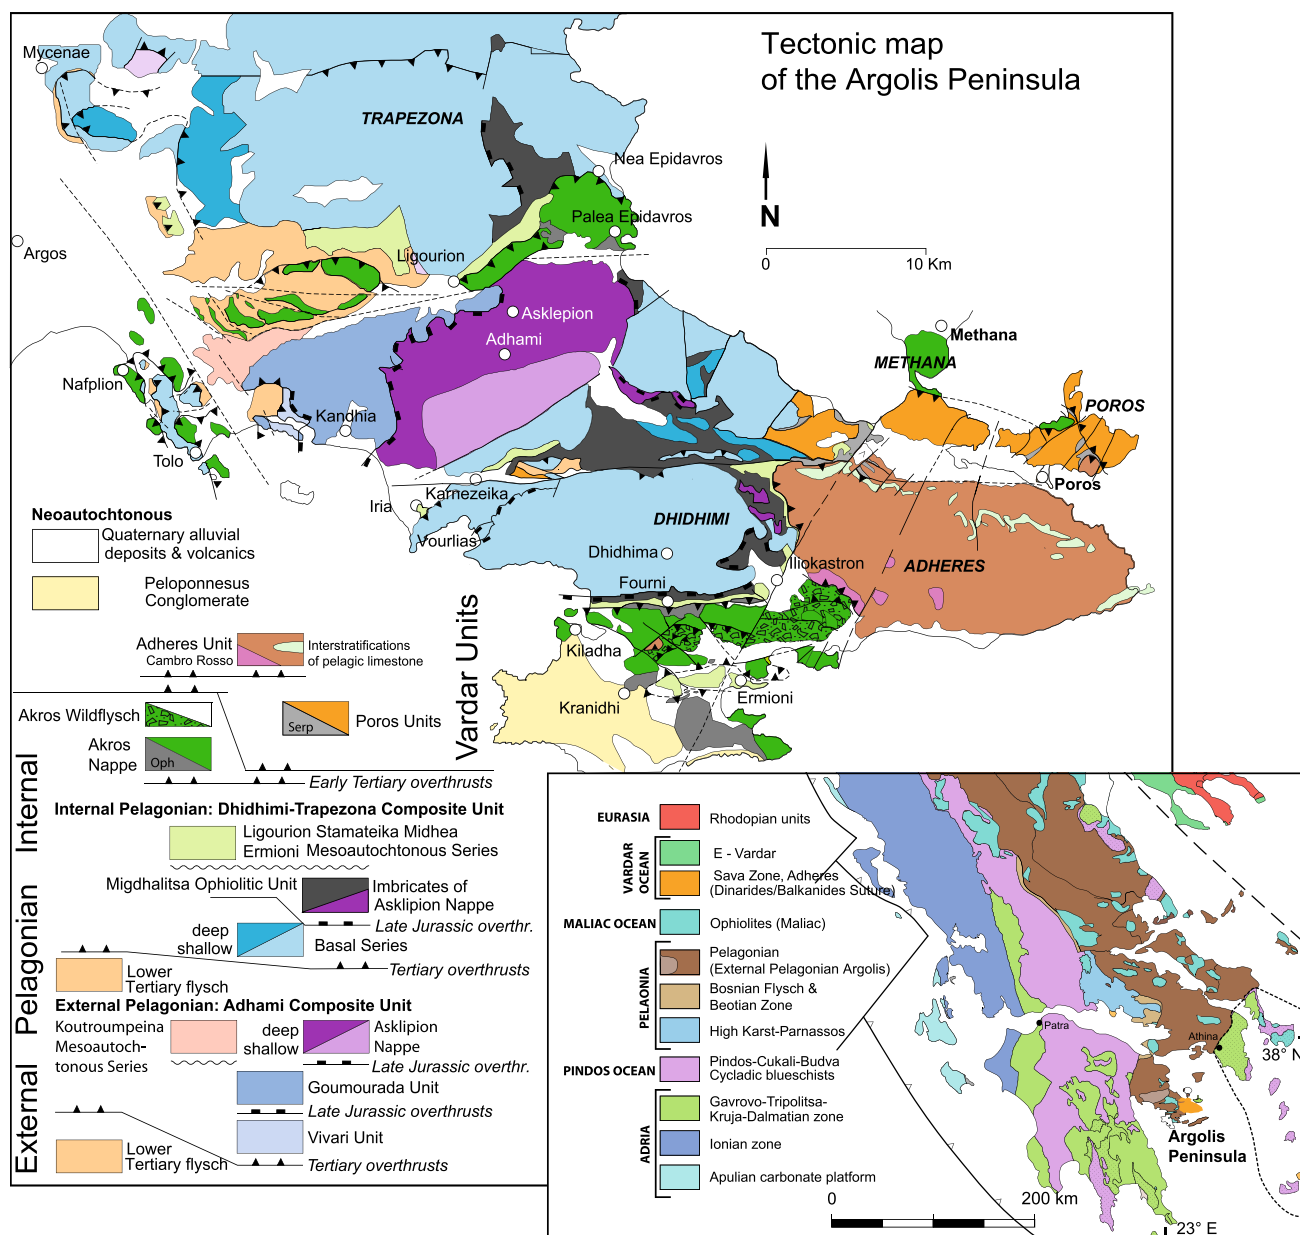 Tectonic map
of the Argolis Peninsula
Mycenae
TRAPEZONA
Nea Epidavros
Palea Epidavros
N
Argos
Ligourion
0
10 Km
Asklepion
Adhami
Methana
METHANA
Nafplion
POROS
Kandhia
Tolo
Karnezeika
Poros
Iria
DHIDHIMI
Vourlias
Dhidhima
Iliokastron
ADHERES
Fourni
Kiladha
Kranidhi
Ermioni
Neoautochtonous
Quaternary alluvial
deposits & volcanics
Peloponnesus
Conglomerate
Vardar Units
Adheres Unit
Cambro Rosso
Interstratifications
of pelagic limestone
Akros Wildflysch
Serp
Poros Units
Akros
Nappe
Oph
Early Tertiary overthrusts
Internal Pelagonian: Dhidhimi-Trapezona Composite Unit
Ligourion Stamateika Midhea
Ermioni Mesoautochtonous Series
Migdhalitsa Ophiolitic Unit
Imbricates of
Asklipion Nappe
Late Jurassic overthr.
deep
shallow
Basal Series
Tertiary overthrusts
Lower
Tertiary flysch
External Pelagonian: Adhami Composite Unit
Koutroumpeina
Mesoautoch-
tonous Series
deep
shallow
Asklipion
Nappe
Late Jurassic overthr.
Goumourada Unit
Late Jurassic overthrusts
Vivari Unit
Lower
Tertiary flysch
Tertiary overthrusts
External Pelagonian Internal
EURASIA
Rhodopian units
VARDAR
OCEAN
E - Vardar
Sava Zone, Adheres
(Dinarides/Balkanides Suture)
MALIAC OCEAN
Ophiolites (Maliac)
PELAONIA
Pelagonian
(External Pelagonian Argolis)
Bosnian Flysch &
Beotian Zone
High Karst-Parnassos
PINDOS OCEAN
Pindos-Cukali-Budva
Cycladic blueschists
ADRIA
Gavrovo-Tripolitsa-
Kruja-Dalmatian zone
Ionian zone
Apulian carbonate platform
Patra
Athina
38° N
Argolis
Peninsula
0
200 km
23° E